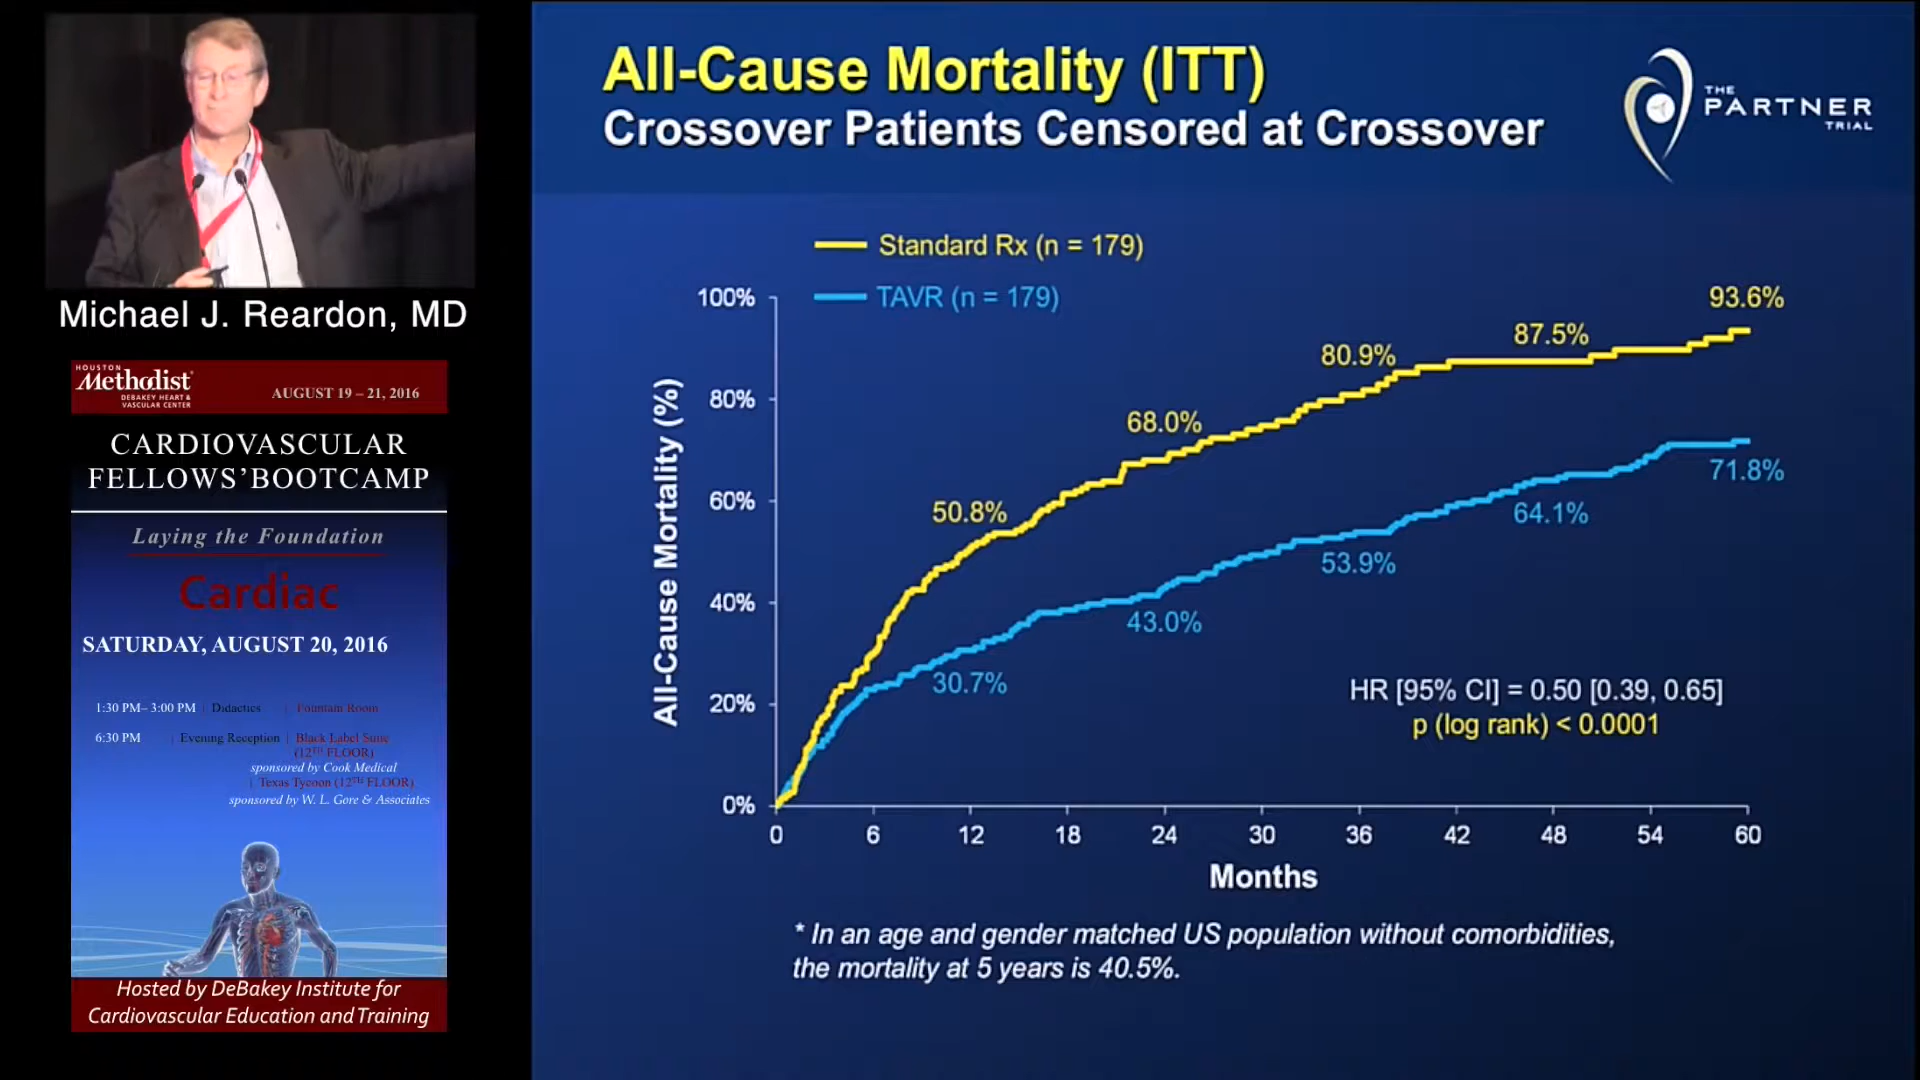 Michael J. Reardon, MD
HOUSTON
Methodist
DEBAKEY HEART &
VASCULAR CENTER
AUGUST 19 – 21, 2016
CARDIOVASCULAR
FELLOWS'BOOTCAMP
Laying the Foundation
Cardiac
SATURDAY, AUGUST 20, 2016
1:30 PM– 3:00 PM | Didactics | Fountain Room
6:30 PM | Evening Reception | Black Label Suite
(12TH FLOOR)
sponsored by Cook Medical
| Texas Tycoon (12TH FLOOR)
sponsored by W. L. Gore & Associates
Hosted by DeBakey Institute for
Cardiovascular Education and Training
All-Cause Mortality (ITT)
Crossover Patients Censored at Crossover
THE
PARTNER
TRIAL
Standard Rx (n = 179)
TAVR (n = 179)
All-Cause Mortality (%)
100%
80%
60%
40%
20%
0%
50.8%
68.0%
80.9%
87.5%
93.6%
30.7%
43.0%
53.9%
64.1%
71.8%
HR [95% CI] = 0.50 [0.39, 0.65]
p (log rank) < 0.0001
0 6 12 18 24 30 36 42 48 54 60
Months
* In an age and gender matched US population without comorbidities,
the mortality at 5 years is 40.5%.